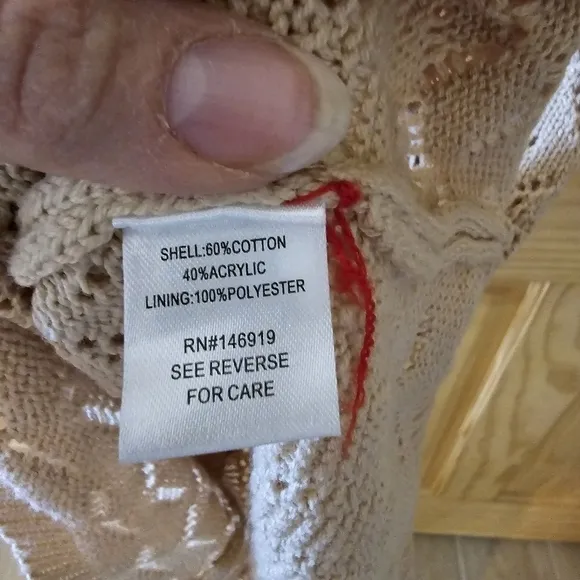 SHELL:60%COTTON
40%ACRYLIC
LINING:100%POLYESTER
RN#146919
SEE REVERSE
FOR CARE